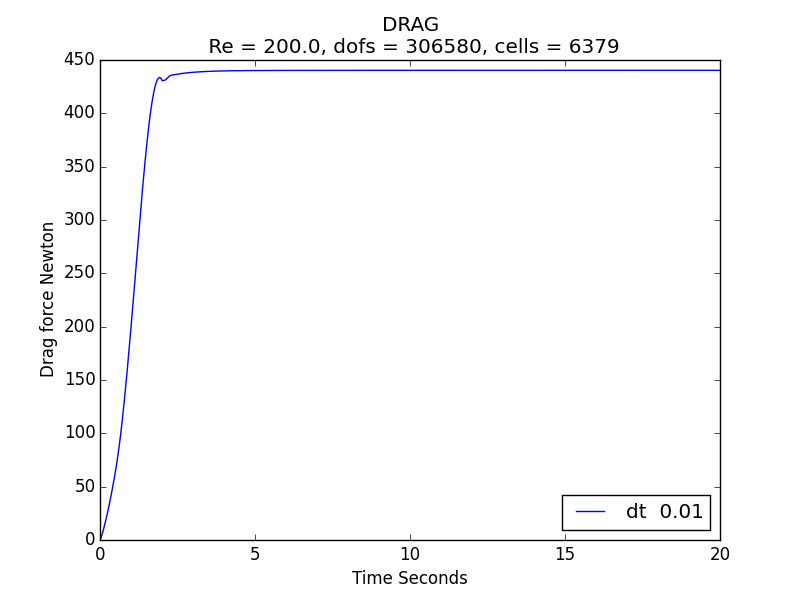 DRAG
Re = 200.0, dofs = 306580, cells = 6379
450
400
350
300
250
200
150
100
50
0
Drag force Newton
0 5 10 15 20
Time Seconds
dt 0.01